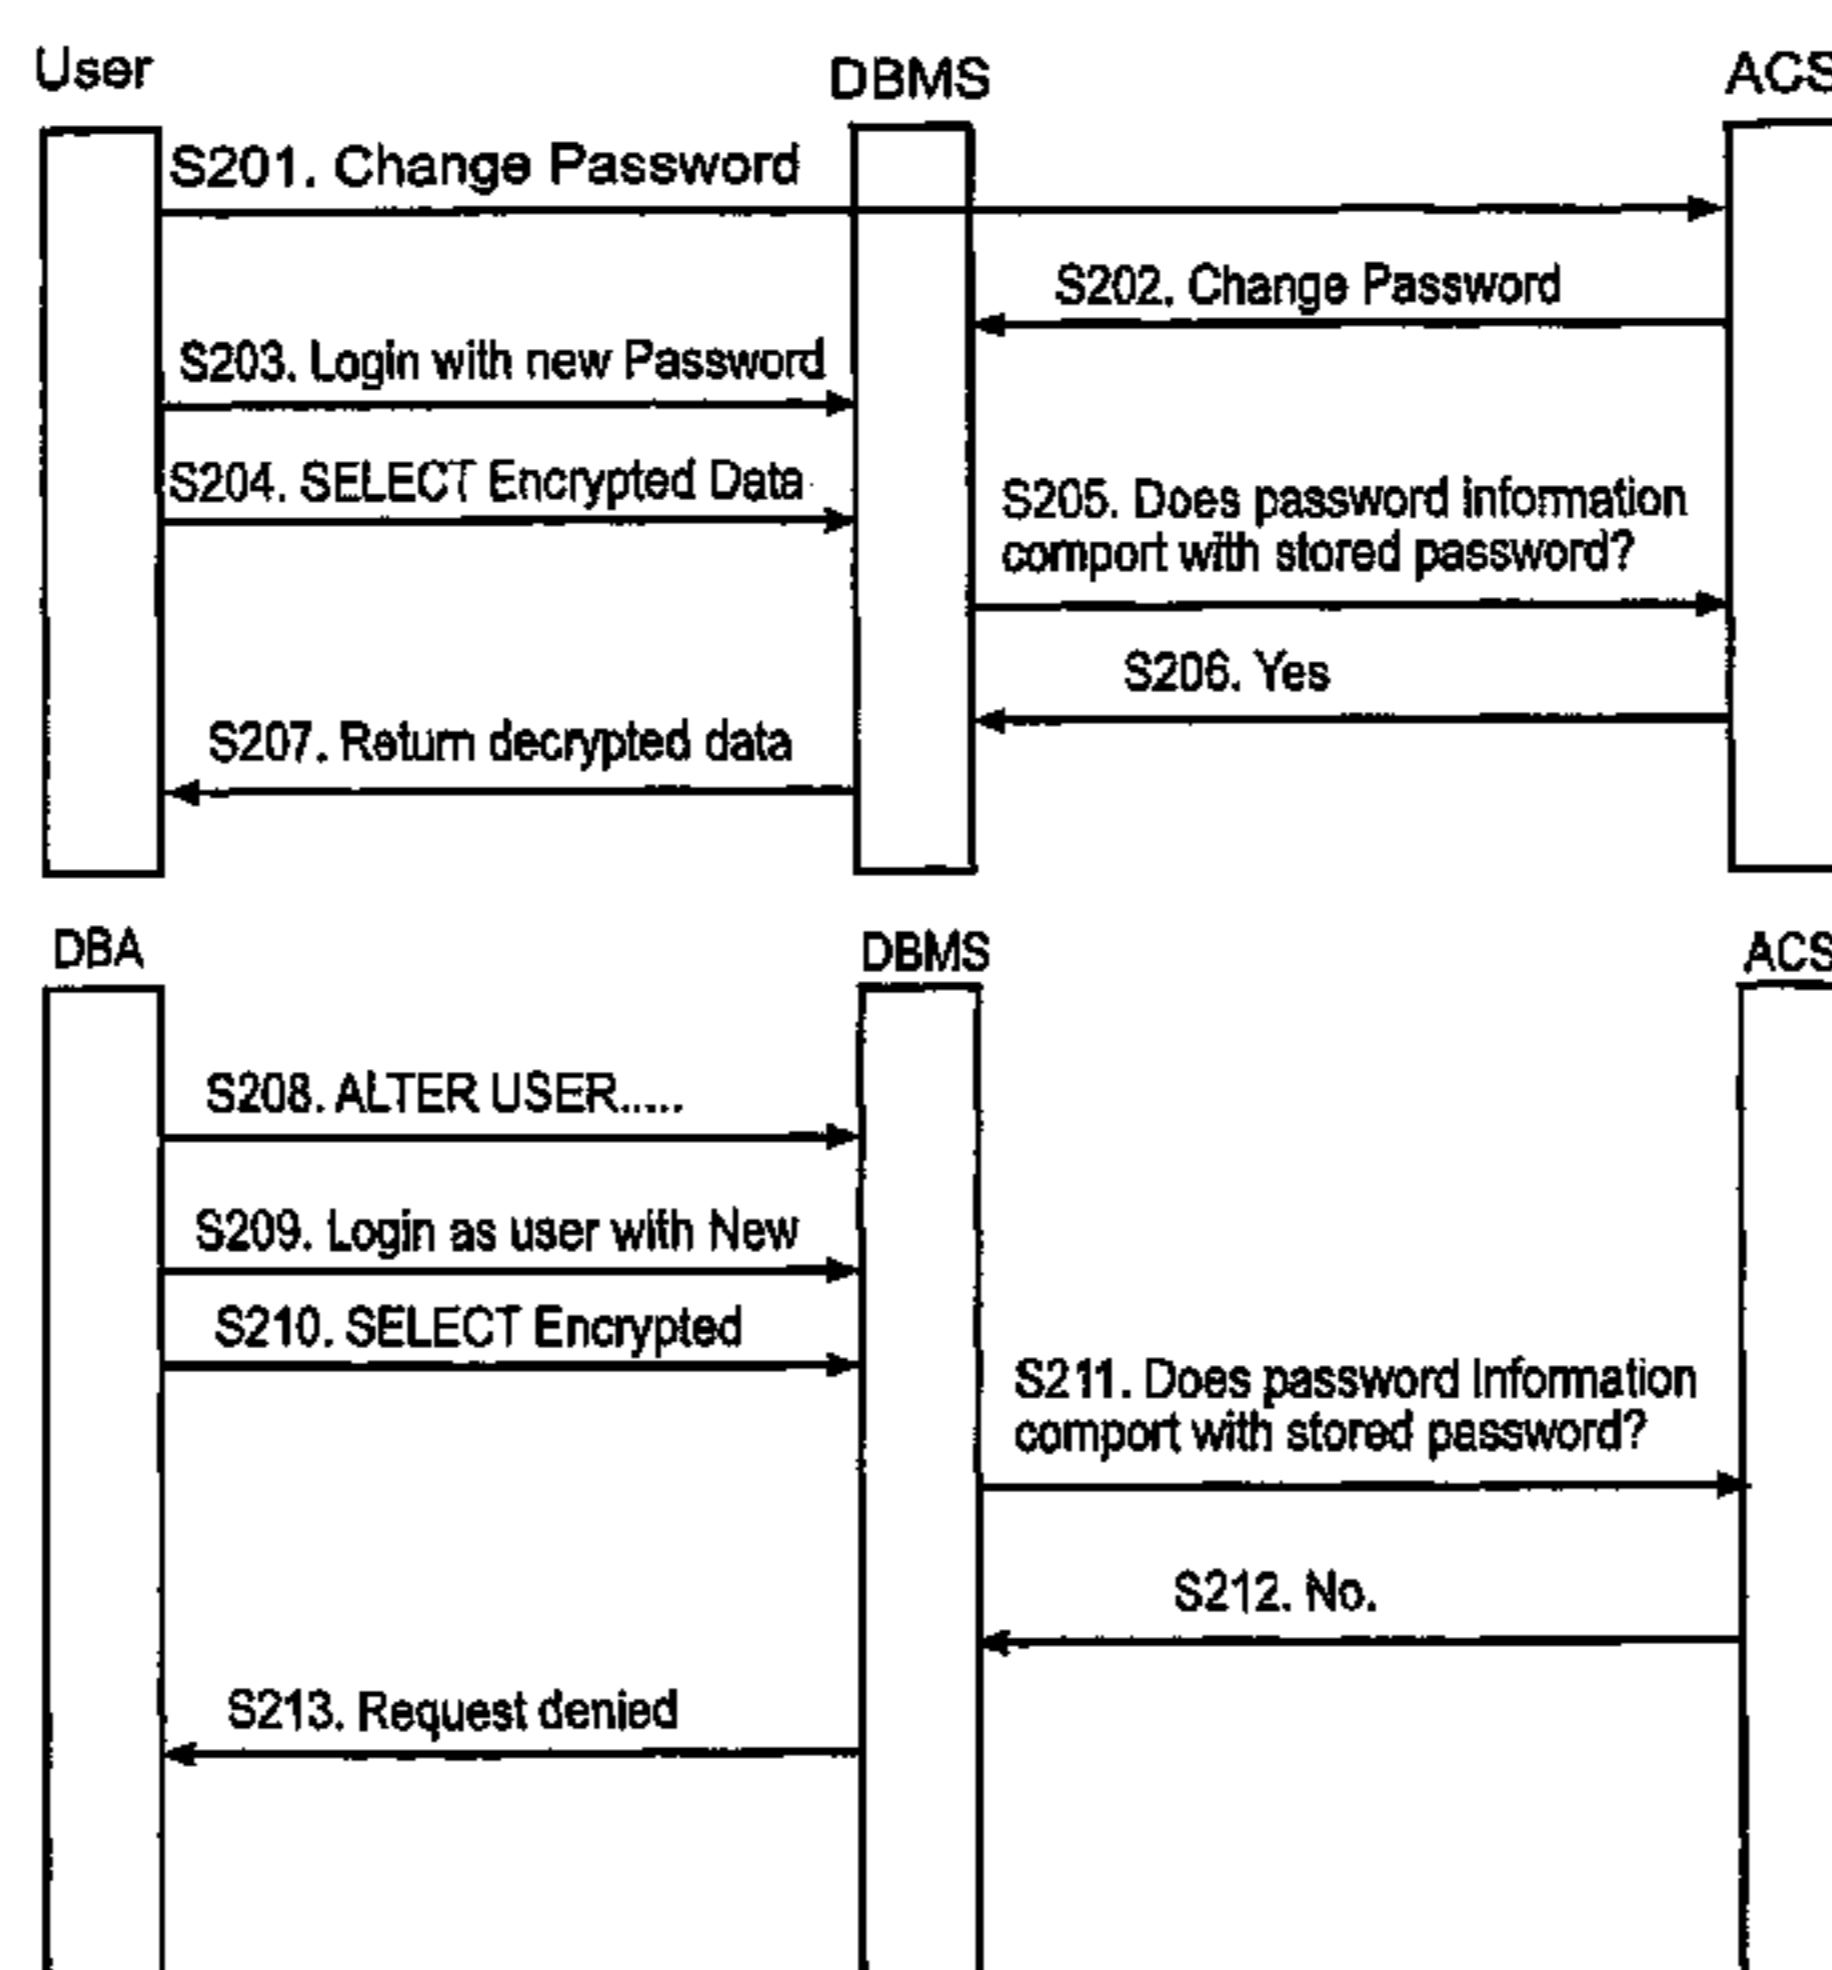 User
DBMS
ACS
S201. Change Password
S202. Change Password
S203. Login with new Password
S204. SELECT Encrypted Data
S205. Does password information
comport with stored password?
S206. Yes
S207. Return decrypted data
DBA
DBMS
ACS
S208. ALTER USER.....
S209. Login as user with New
S210. SELECT Encrypted
S211. Does password Information
comport with stored password?
S212. No.
S213. Request denied